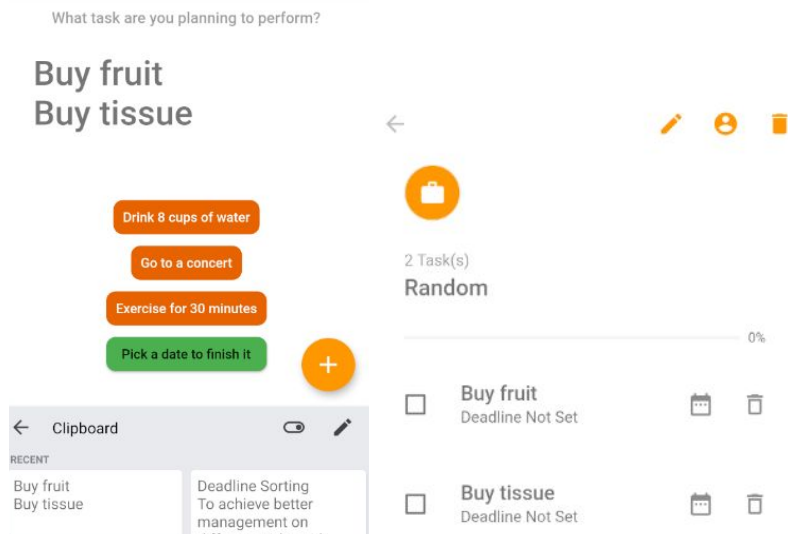 What task are you planning to perform?
Buy fruit
Buy tissue
Drink 8 cups of water
Go to a concert
Exercise for 30 minutes
Pick a date to finish it
+
Clipboard
RECENT
Buy fruit
Buy tissue
Deadline Sorting
To achieve better
management on
2 Task(s)
Random
0%
Buy fruit
Deadline Not Set
Buy tissue
Deadline Not Set